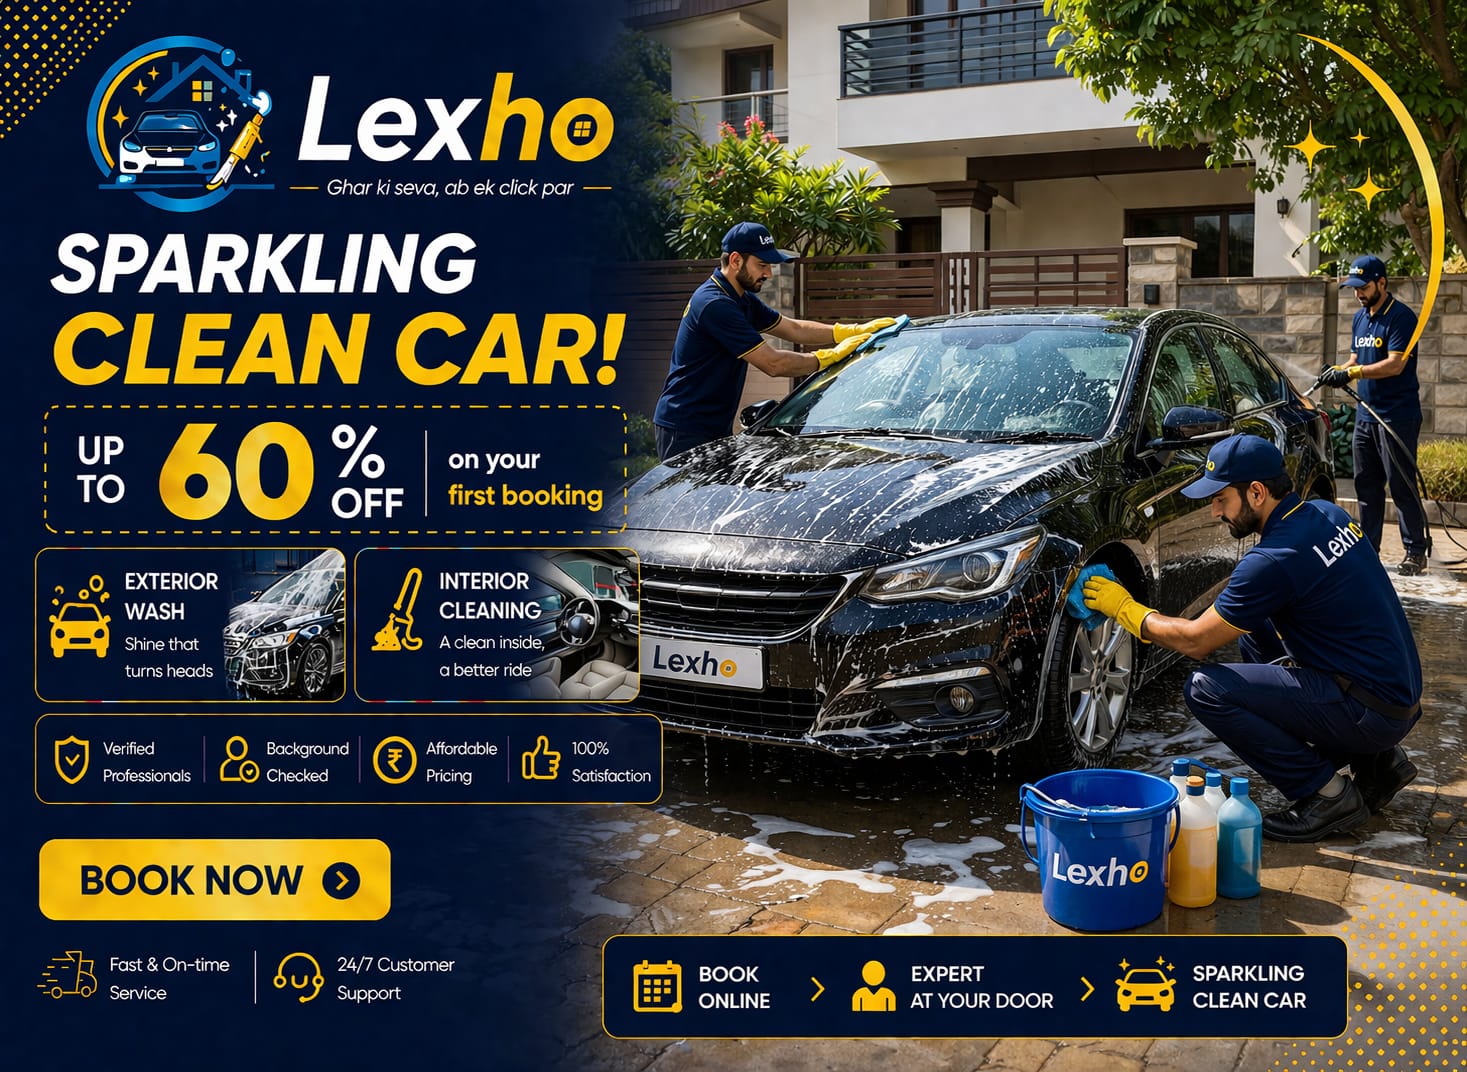 Lexho
Ghar ki seva, ab ek click par
SPARKLING
CLEAN CAR!
UP
TO
60
%
OFF
on your
first booking
EXTERIOR
WASH
Shine that
turns heads
INTERIOR
CLEANING
A clean inside,
a better ride
Verified
Professionals
Background
Checked
Affordable
Pricing
100%
Satisfaction
BOOK NOW
Fast & On-time
Service
24/7 Customer
Support
BOOK
ONLINE
EXPERT
AT YOUR DOOR
SPARKLING
CLEAN CAR
Lexho
Lexho
Lexho
Lexho